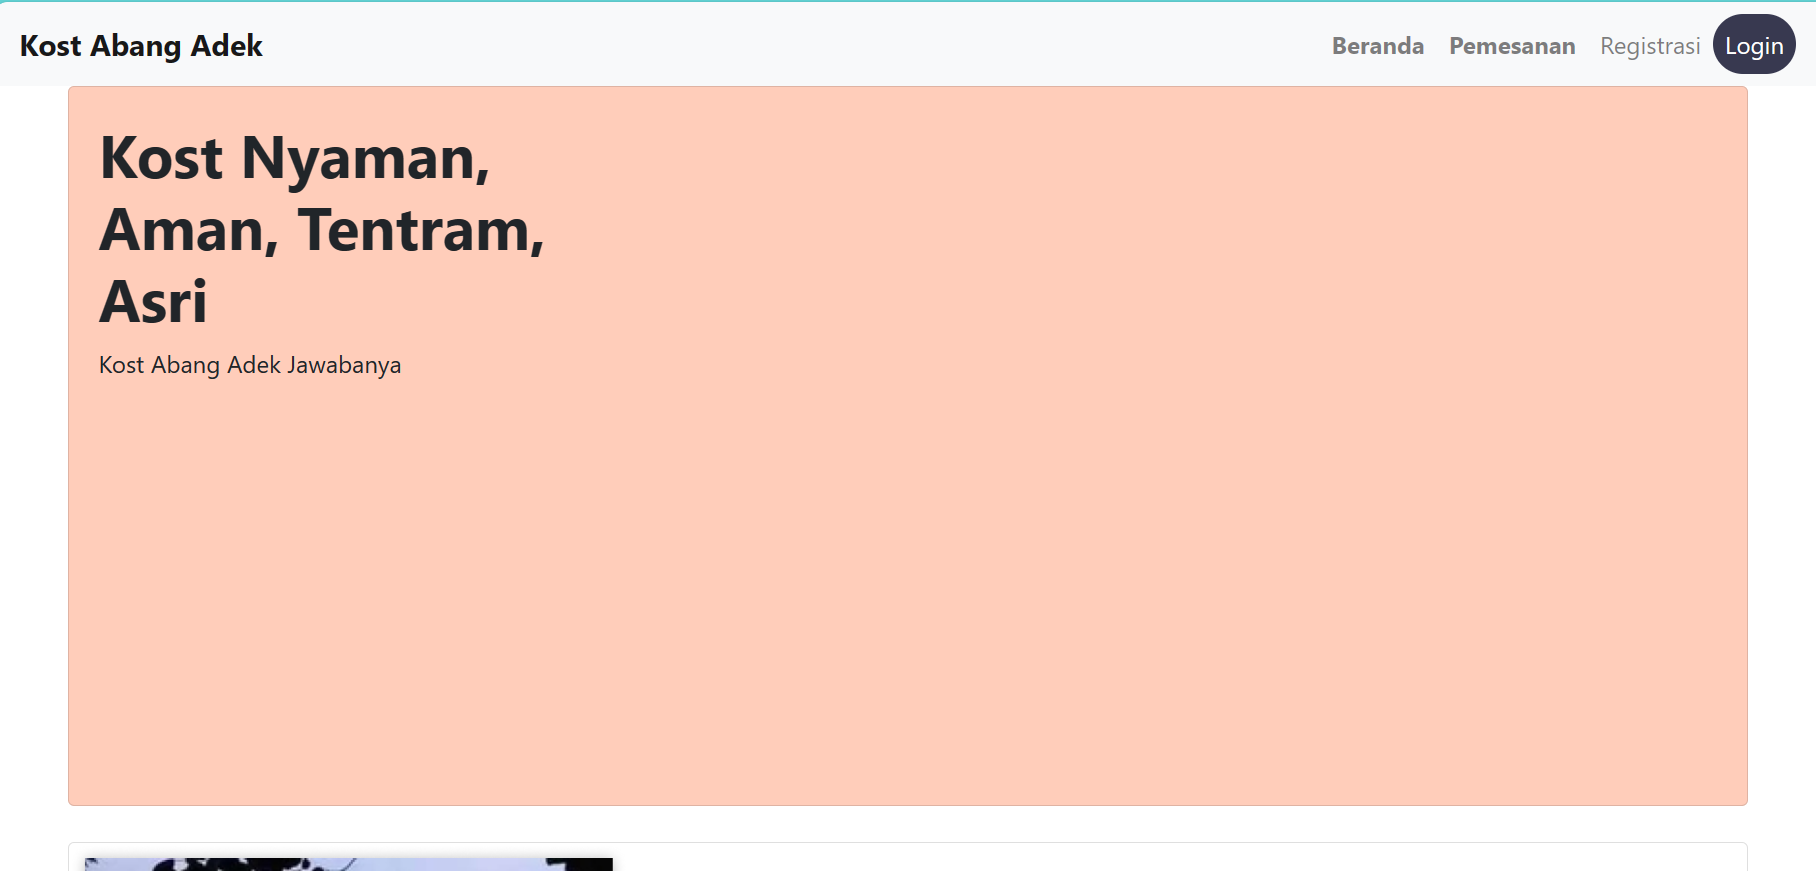 Kost Abang Adek
Beranda Pemesanan Registrasi Login
Kost Nyaman,
Aman, Tentram,
Asri
Kost Abang Adek Jawabanya